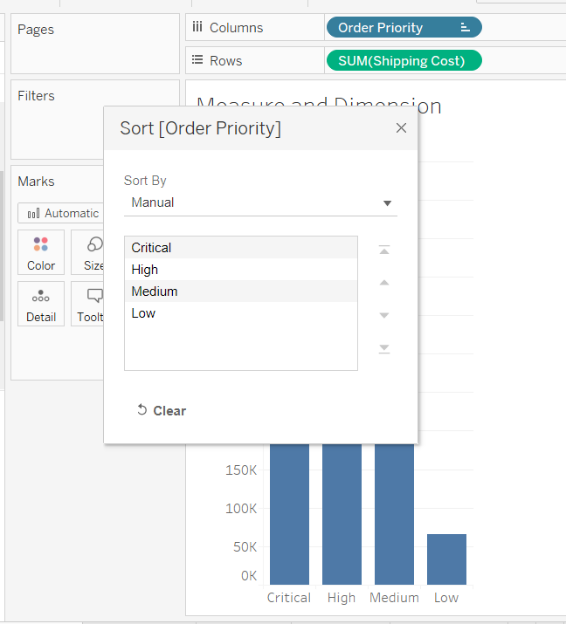 Pages
Columns
Order Priority
Rows
SUM(Shipping Cost)
Filters
Measure and Dimension
Sort [Order Priority]
Marks
Automatic
Color
Size
Detail
Sort By
Manual
Critical
High
Medium
Low
Clear
150K
100K
50K
0K
Critical
High
Medium
Low